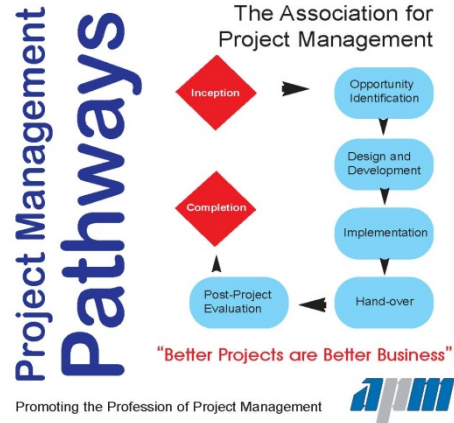 Project Management
Pathways
The Association for
Project Management
Inception
Opportunity
Identification
Design and
Development
Completion
Implementation
Post-Project
Evaluation
Hand-over
“Better Projects are Better Business”
Promoting the Profession of Project Management
apm